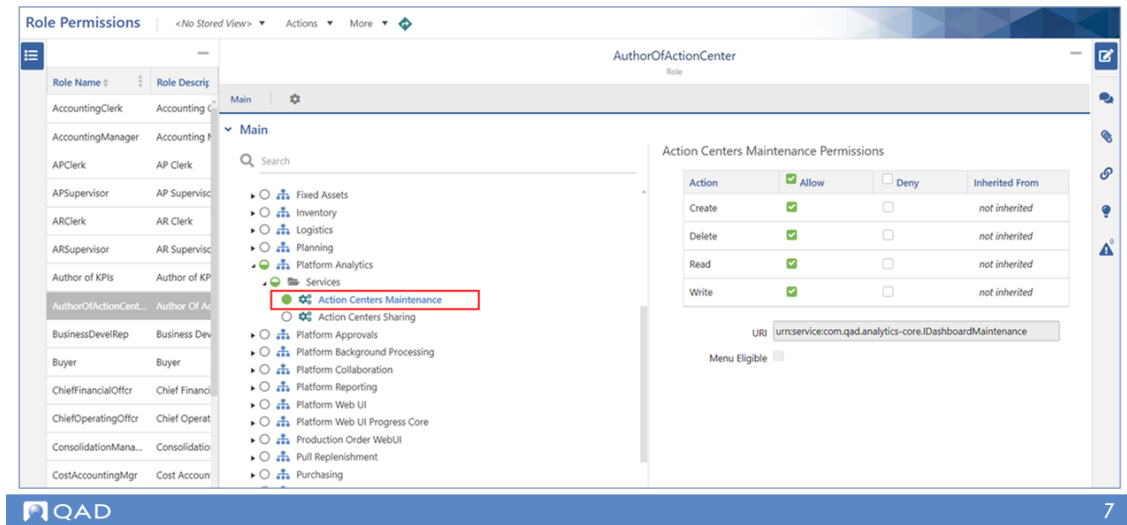 Role Permissions <No Stored View> Actions More
AuthorOfActionCenter
Role
Role Name Role Descrip
AccountingClerk Accounting C
AccountingManager Accounting M
APClerk AP Clerk
APSupervisor AP Supervisc
ARClerk AR Clerk
ARSupervisor AR Supervisc
Author of KPIs Author of KP
AuthorOfActionCent... Author Of Ac
BusinessDevelRep Business Dev
Buyer Buyer
ChiefFinancialOffcr Chief Financi
ChiefOperatingOffcr Chief Operat
ConsolidationMana... Consolidatio
CostAccountingMgr Cost Accoun
Main
Main
Search
Fixed Assets
Inventory
Logistics
Planning
Platform Analytics
Services
Action Centers Maintenance
Action Centers Sharing
Platform Approvals
Platform Background Processing
Platform Collaboration
Platform Reporting
Platform Web UI
Platform Web UI Progress Core
Production Order WebUI
Pull Replenishment
Purchasing
Action Centers Maintenance Permissions
Action Allow Deny Inherited From
Create not inherited
Delete not inherited
Read not inherited
Write not inherited
URI urn:service:com.qad.analytics-core.IDashboardMaintenance
Menu Eligible
0
QAD 7